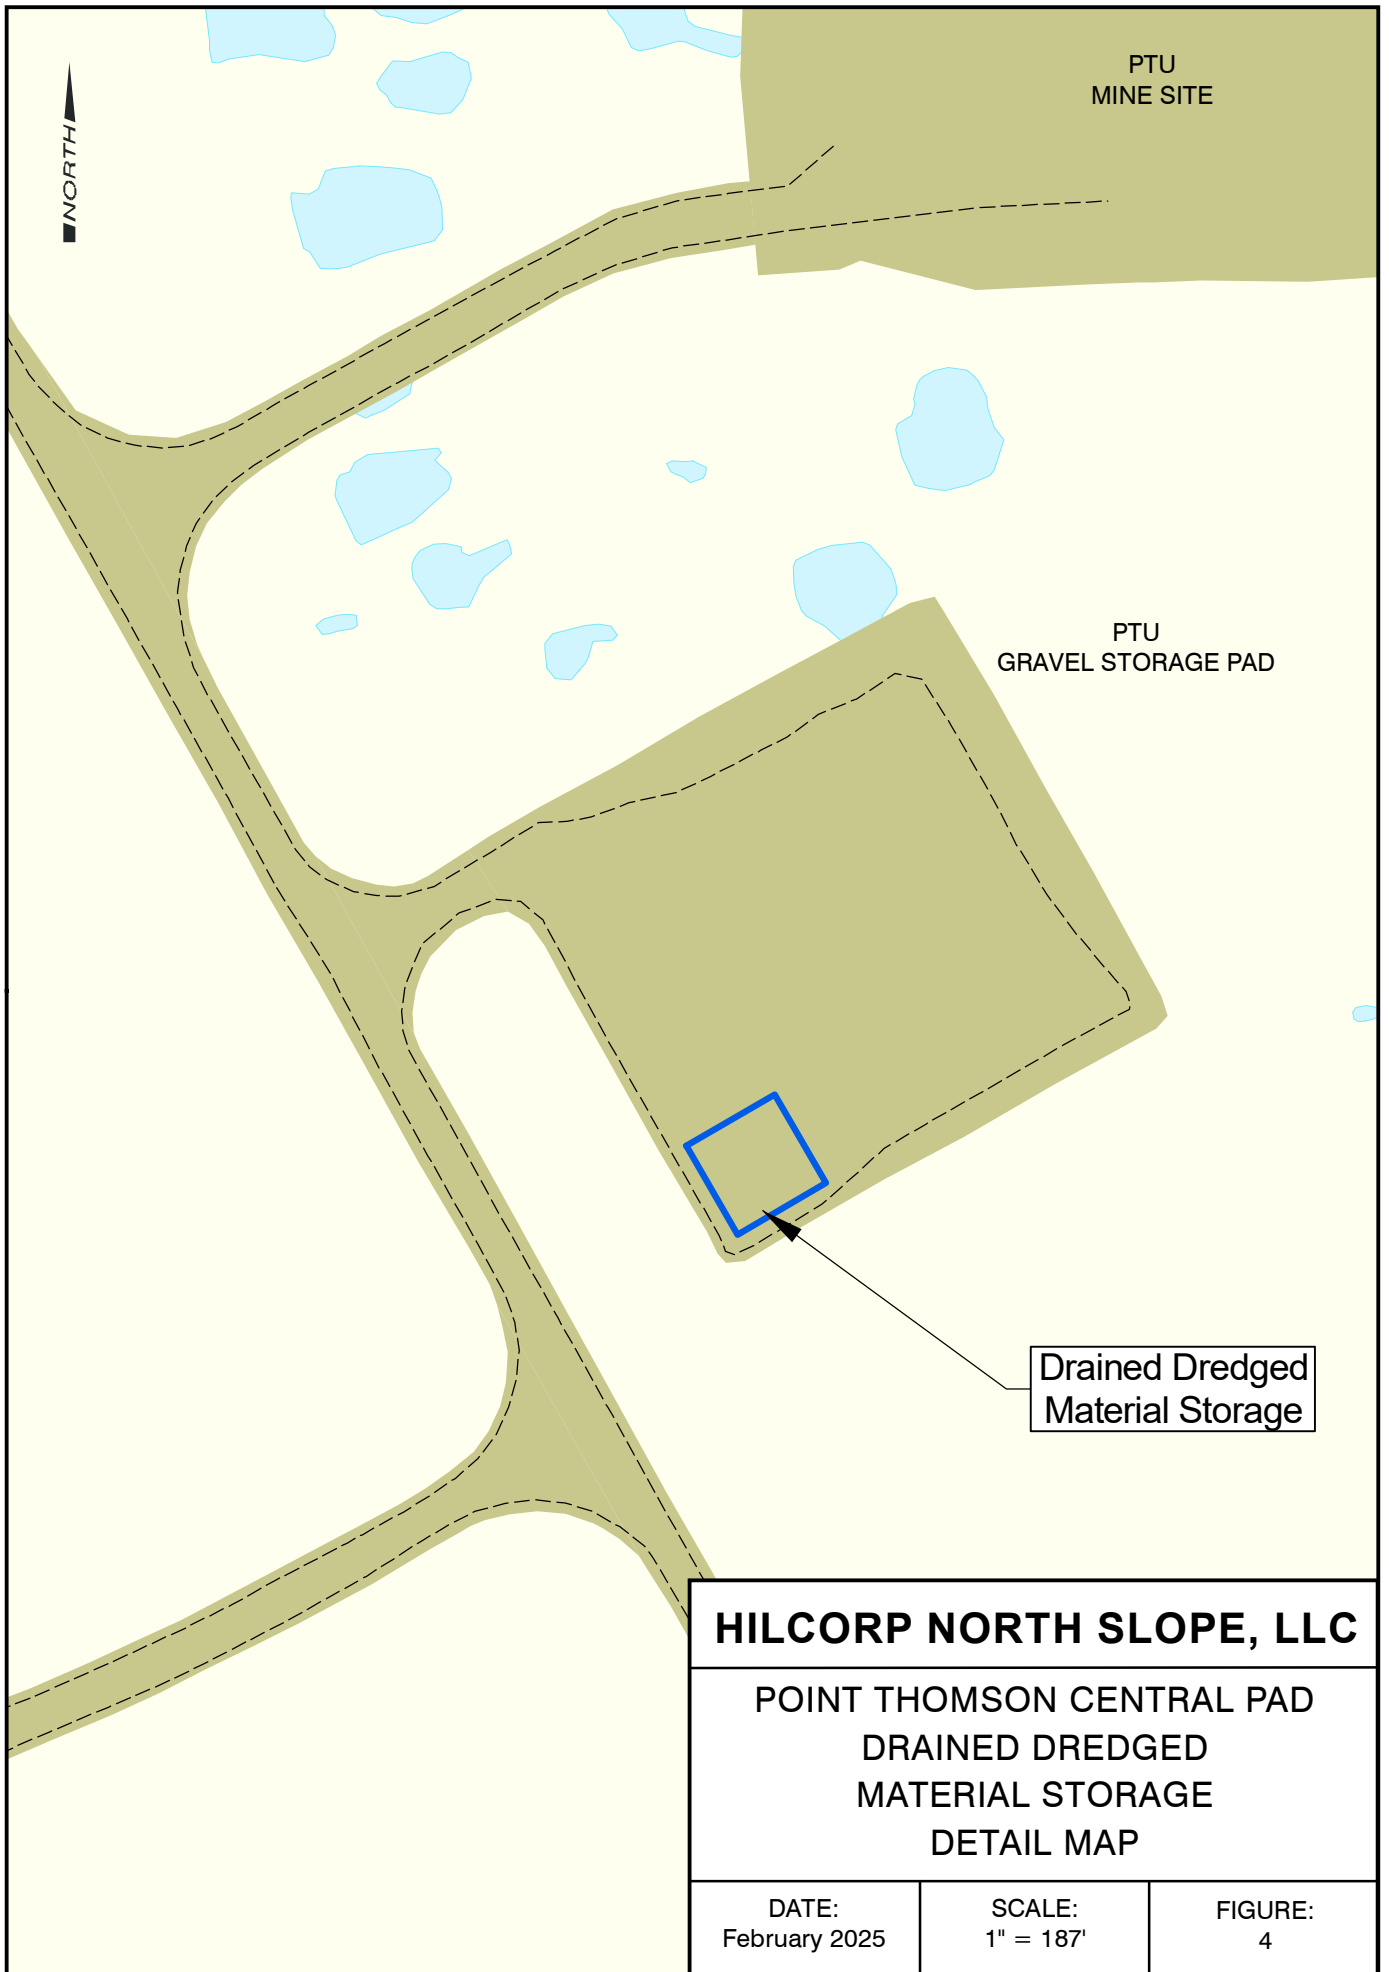 PTU
MINE SITE
NORTH
PTU
GRAVEL STORAGE PAD
Drained Dredged
Material Storage
HILCORP NORTH SLOPE, LLC
POINT THOMSON CENTRAL PAD
DRAINED DREDGED
MATERIAL STORAGE
DETAIL MAP
DATE:
February 2025
SCALE:
1" = 187'
FIGURE:
4